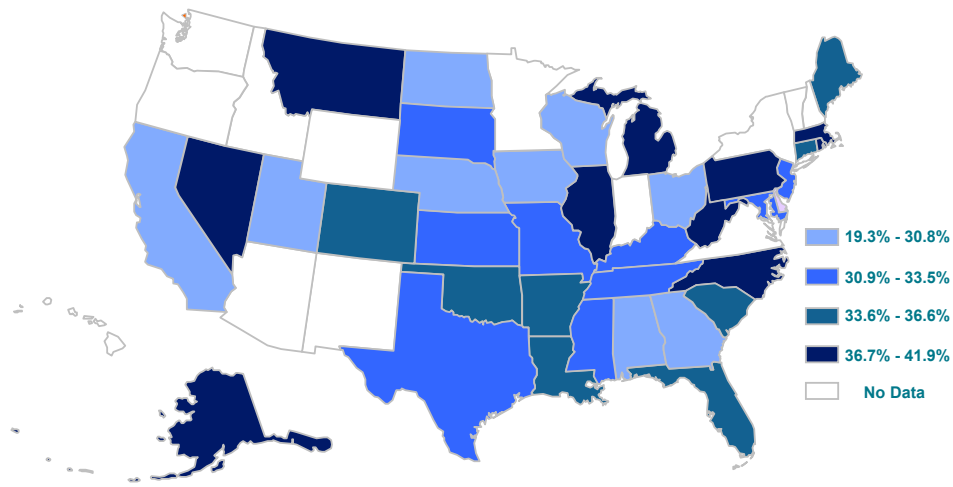 19.3% - 30.8%
30.9% - 33.5%
33.6% - 36.6%
36.7% - 41.9%
No Data